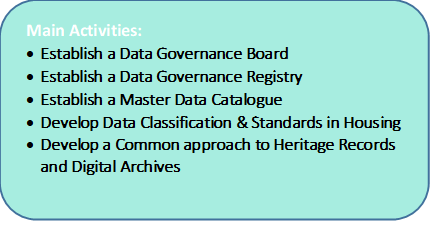 Main Activities:
• Establish a Data Governance Board
• Establish a Data Governance Registry
• Establish a Master Data Catalogue
• Develop Data Classification & Standards in Housing
• Develop a Common approach to Heritage Records
and Digital Archives